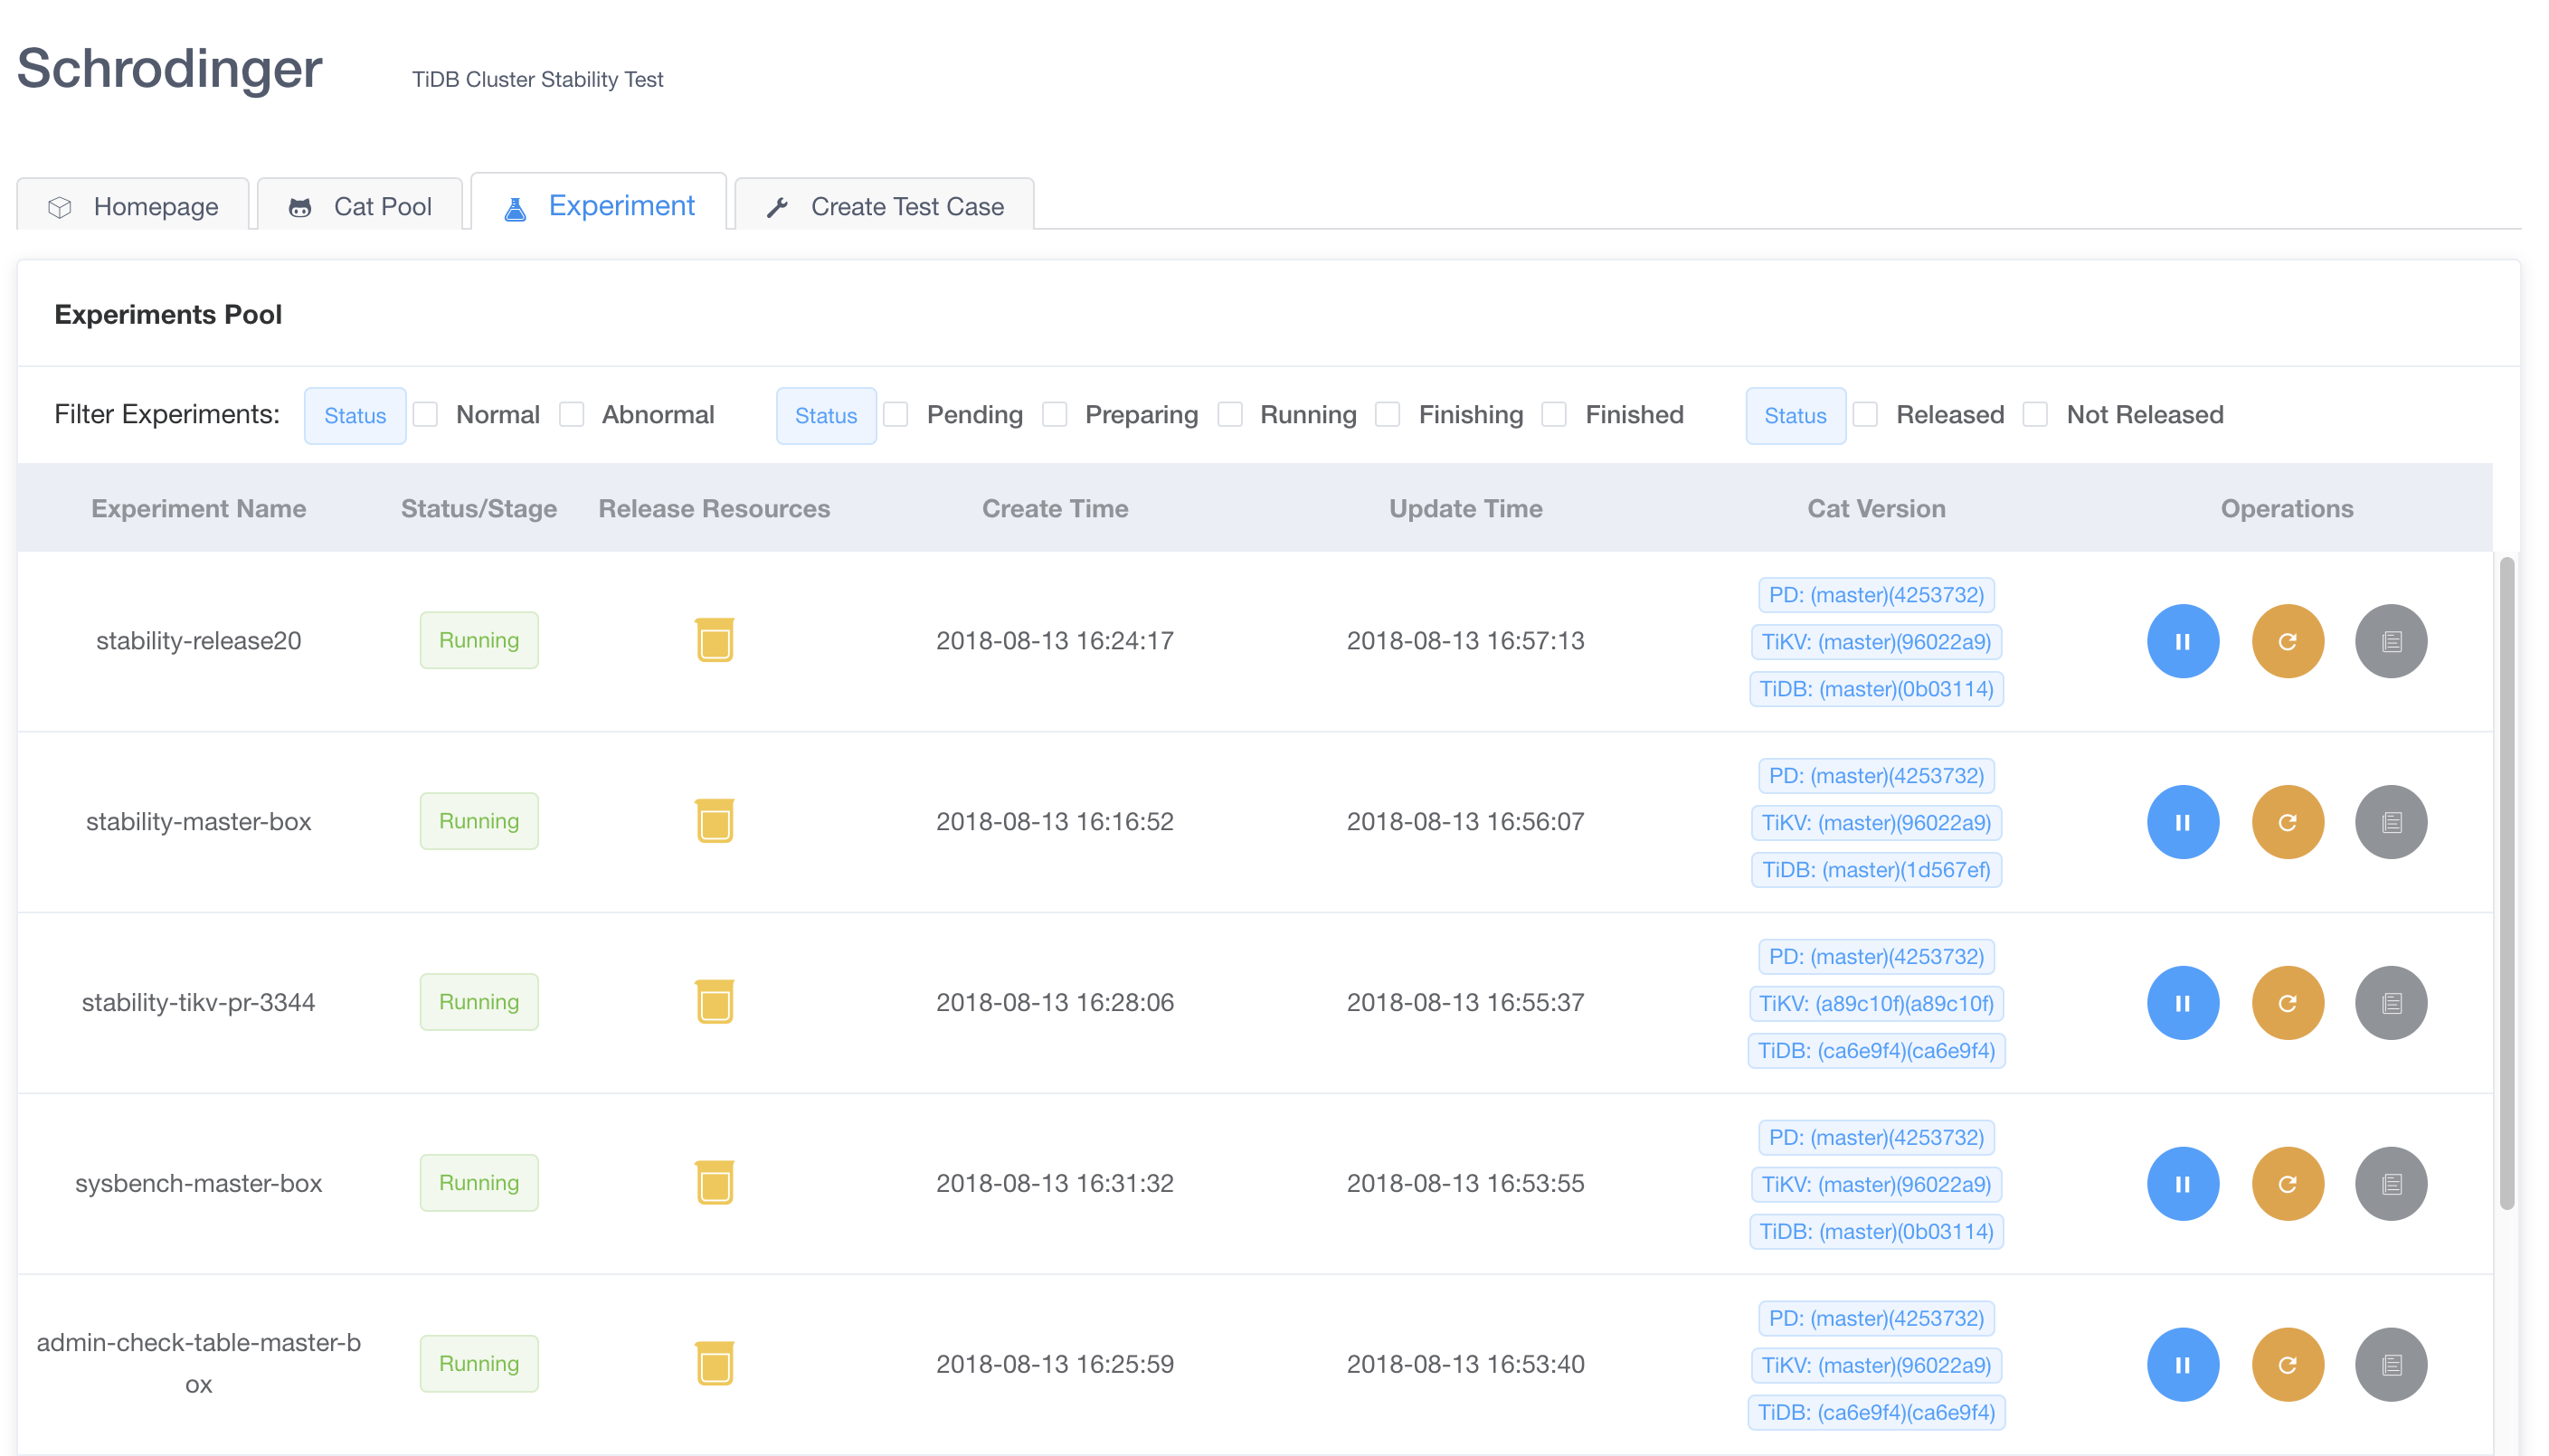 Schrodinger TiDB Cluster Stability Test
Homepage Cat Pool Experiment Create Test Case
Experiments Pool
Filter Experiments: Status Normal Abnormal Status Pending Preparing Running Finishing Finished Status Released Not Released
Experiment Name Status/Stage Release Resources Create Time Update Time Cat Version Operations
PD: (master)(4253732)
stability-release20 Running 2018-08-13 16:24:17 2018-08-13 16:57:13 TiKV: (master)(96022a9)
TiDB: (master)(0b03114)
PD: (master)(4253732)
stability-master-box Running 2018-08-13 16:16:52 2018-08-13 16:56:07 TiKV: (master)(96022a9)
TiDB: (master)(1d567ef)
PD: (master)(4253732)
stability-tikv-pr-3344 Running 2018-08-13 16:28:06 2018-08-13 16:55:37 TiKV: (a89c10f)(a89c10f)
TiDB: (ca6e9f4)(ca6e9f4)
PD: (master)(4253732)
sysbench-master-box Running 2018-08-13 16:31:32 2018-08-13 16:53:55 TiKV: (master)(96022a9)
TiDB: (master)(0b03114)
PD: (master)(4253732)
admin-check-table-master-b
ox Running 2018-08-13 16:25:59 2018-08-13 16:53:40 TiKV: (master)(96022a9)
TiDB: (ca6e9f4)(ca6e9f4)